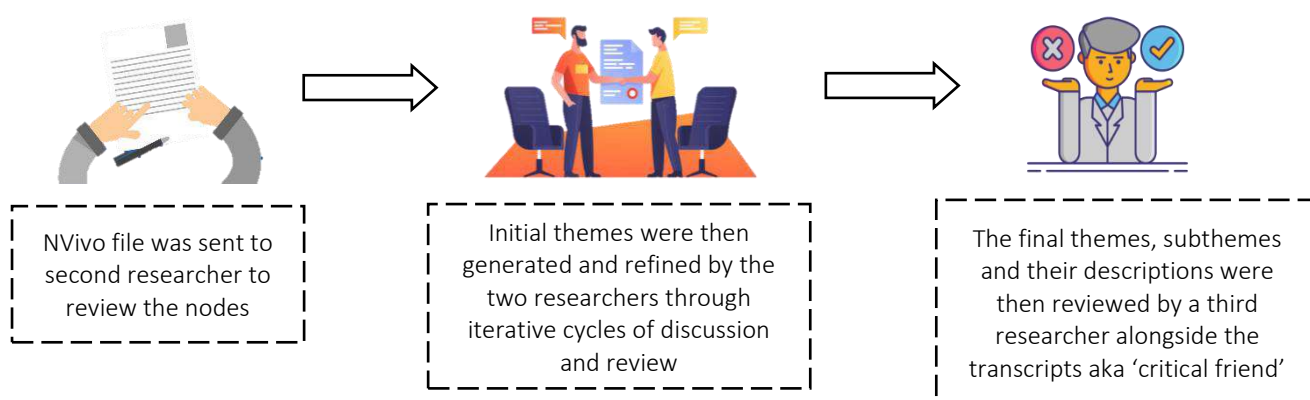 NVivo file was sent to
second researcher to
review the nodes
Initial themes were then
generated and refined by the
two researchers through
iterative cycles of discussion
and review
The final themes, subthemes
and their descriptions were
then reviewed by a third
researcher alongside the
transcripts aka ‘critical friend’